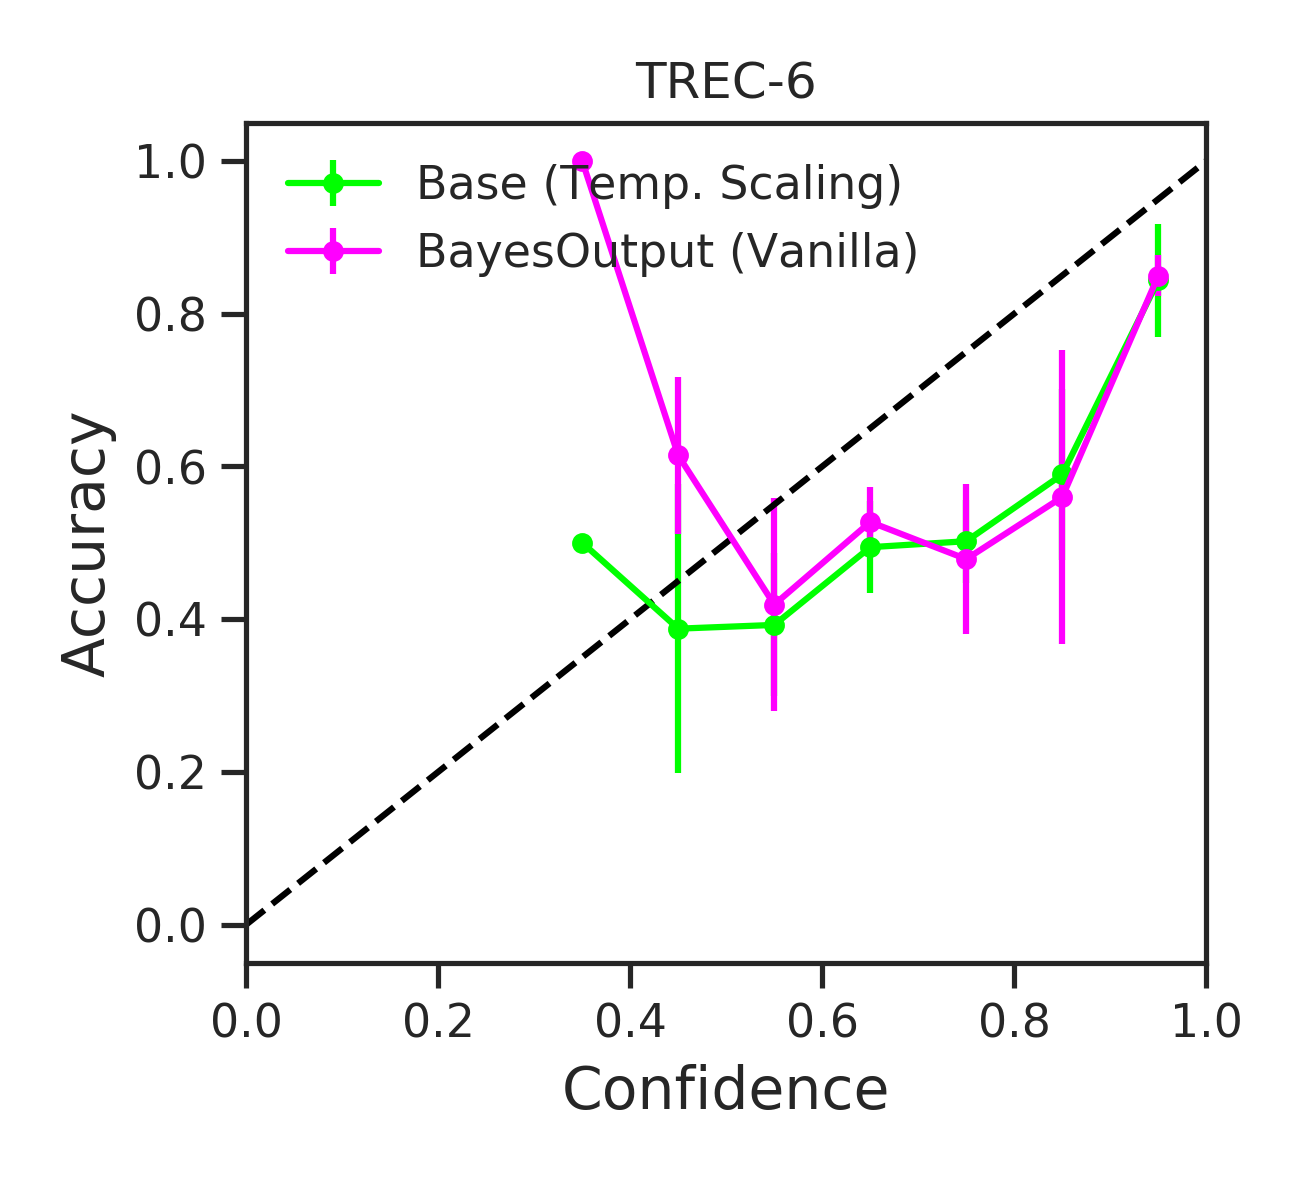 TREC-6
Base (Temp. Scaling)
BayesOutput (Vanilla)
Accuracy
1.0
0.8
0.6
0.4
0.2
0.0
0.0 0.2 0.4 0.6 0.8 1.0
Confidence